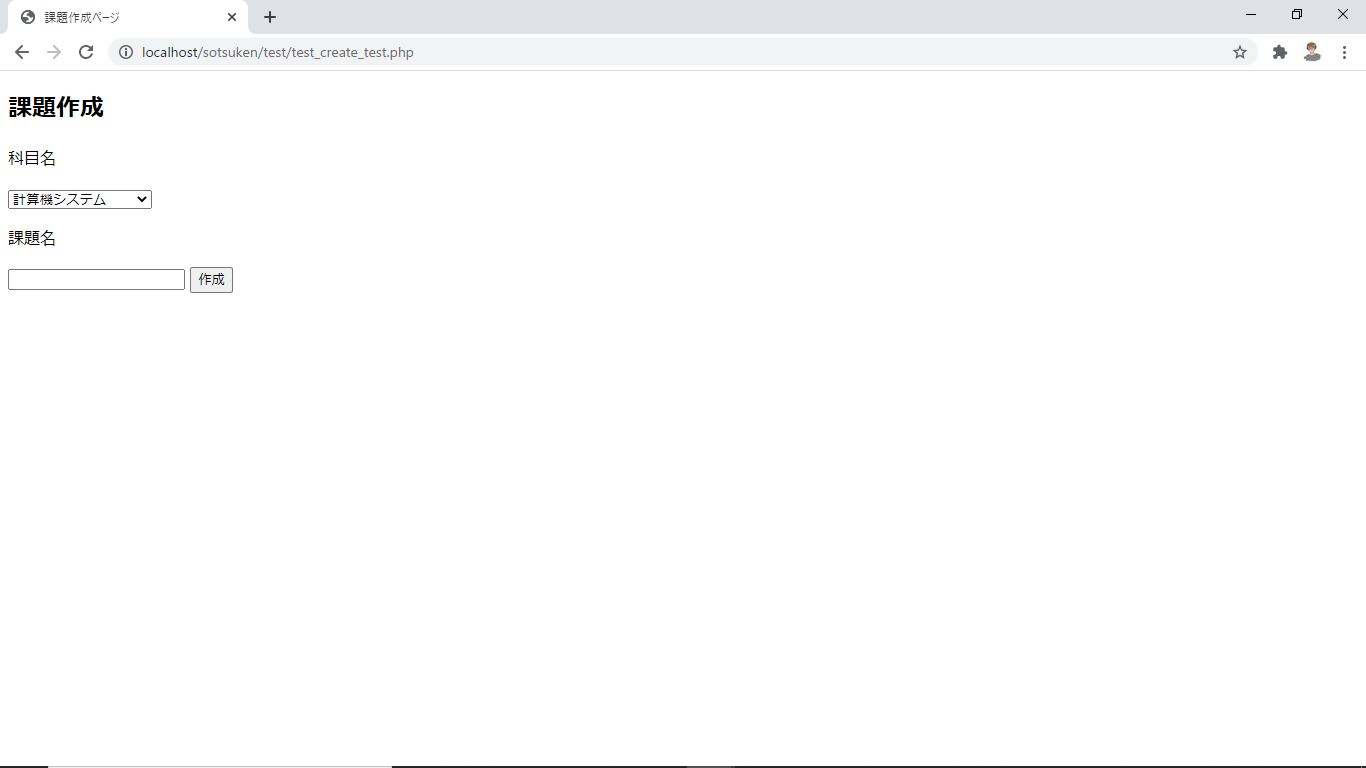 課題作成ページ
localhost/sotsuken/test/test_create_test.php
課題作成
科目名
計算機システム
課題名
作成